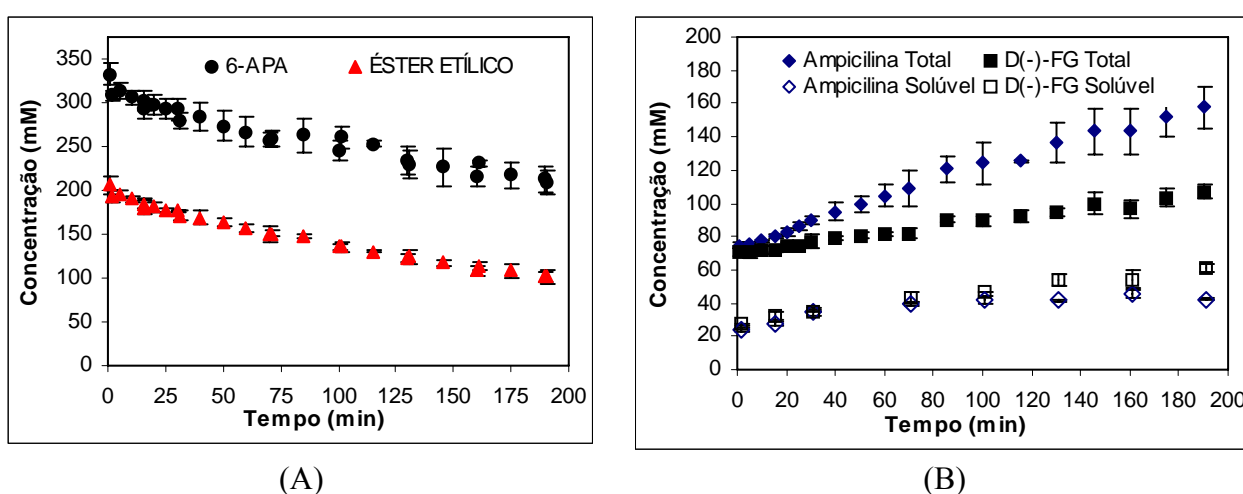 350
300
250
200
150
100
50
0
Concentração (mM)
6-APA
ÉSTER ETÍLICO
0 25 50 75 100 125 150 175 200
Tempo (min)
(A)
200
180
160
140
120
100
80
60
40
20
0
Concentração (mM)
Ampicilina Total
D(-)-FG Total
Ampicilina Solúvel
D(-)-FG Solúvel
0 20 40 60 80 100 120 140 160 180 200
Tempo (min)
(B)